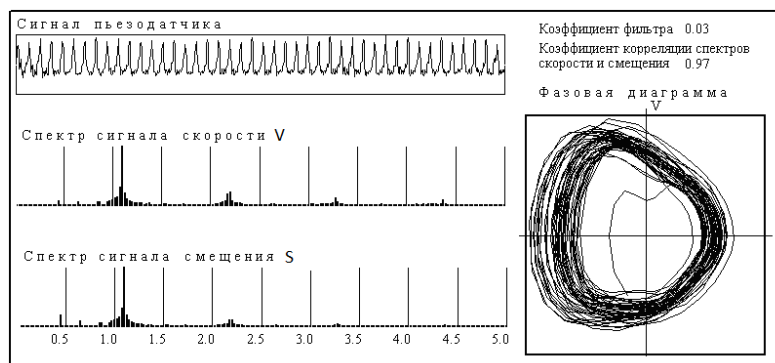 Сигнал пьезодатчика
Коэффициент фильтра 0.03
Коэффициент корреляции спектров
скорости и смещения 0.97
Фазовая диаграмма
V
Спектр сигнала скорости V
Спектр сигнала смещения S
0.5 1.0 1.5 2.0 2.5 3.0 3.5 4.0 4.5 5.0